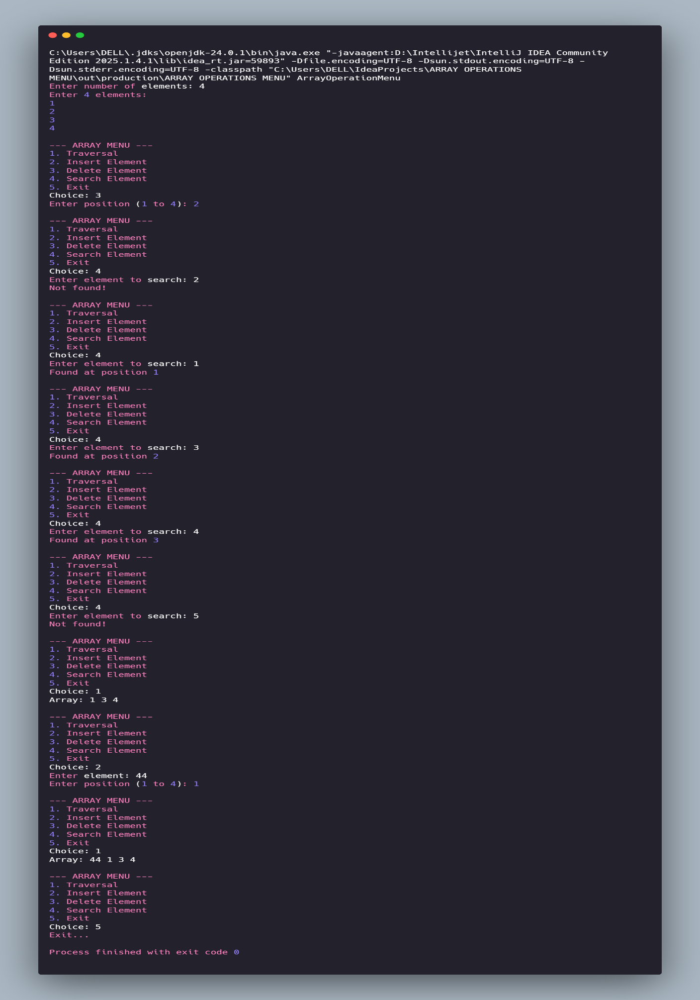 C:\Users\DELL\.jdks\openjdk-24.0.1\bin\java.exe "-javaagent:D:\Intellijet\IntelliJ IDEA Community
Edition 2025.1.4.1\lib\idea_rt.jar=59893" -Dfile.encoding=UTF-8 -Dsun.stdout.encoding=UTF-8 -
Dsun.stderr.encoding=UTF-8 -classpath "C:\Users\DELL\IdeaProjects\ARRAY OPERATIONS
MENU\out\production\ARRAY OPERATIONS MENU" ArrayOperationMenu
Enter number of elements: 4
Enter 4 elements:
1
2
3
4

--- ARRAY MENU ---
1. Traversal
2. Insert Element
3. Delete Element
4. Search Element
5. Exit
Choice: 3
Enter position (1 to 4): 2

--- ARRAY MENU ---
1. Traversal
2. Insert Element
3. Delete Element
4. Search Element
5. Exit
Choice: 4
Enter element to search: 2
Not found!

--- ARRAY MENU ---
1. Traversal
2. Insert Element
3. Delete Element
4. Search Element
5. Exit
Choice: 4
Enter element to search: 1
Found at position 1

--- ARRAY MENU ---
1. Traversal
2. Insert Element
3. Delete Element
4. Search Element
5. Exit
Choice: 4
Enter element to search: 3
Found at position 2

--- ARRAY MENU ---
1. Traversal
2. Insert Element
3. Delete Element
4. Search Element
5. Exit
Choice: 4
Enter element to search: 4
Found at position 3

--- ARRAY MENU ---
1. Traversal
2. Insert Element
3. Delete Element
4. Search Element
5. Exit
Choice: 4
Enter element to search: 5
Not found!

--- ARRAY MENU ---
1. Traversal
2. Insert Element
3. Delete Element
4. Search Element
5. Exit
Choice: 1
Array: 1 3 4

--- ARRAY MENU ---
1. Traversal
2. Insert Element
3. Delete Element
4. Search Element
5. Exit
Choice: 2
Enter element: 44
Enter position (1 to 4): 1

--- ARRAY MENU ---
1. Traversal
2. Insert Element
3. Delete Element
4. Search Element
5. Exit
Choice: 1
Array: 44 1 3 4

--- ARRAY MENU ---
1. Traversal
2. Insert Element
3. Delete Element
4. Search Element
5. Exit
Choice: 5
Exit...

Process finished with exit code 0